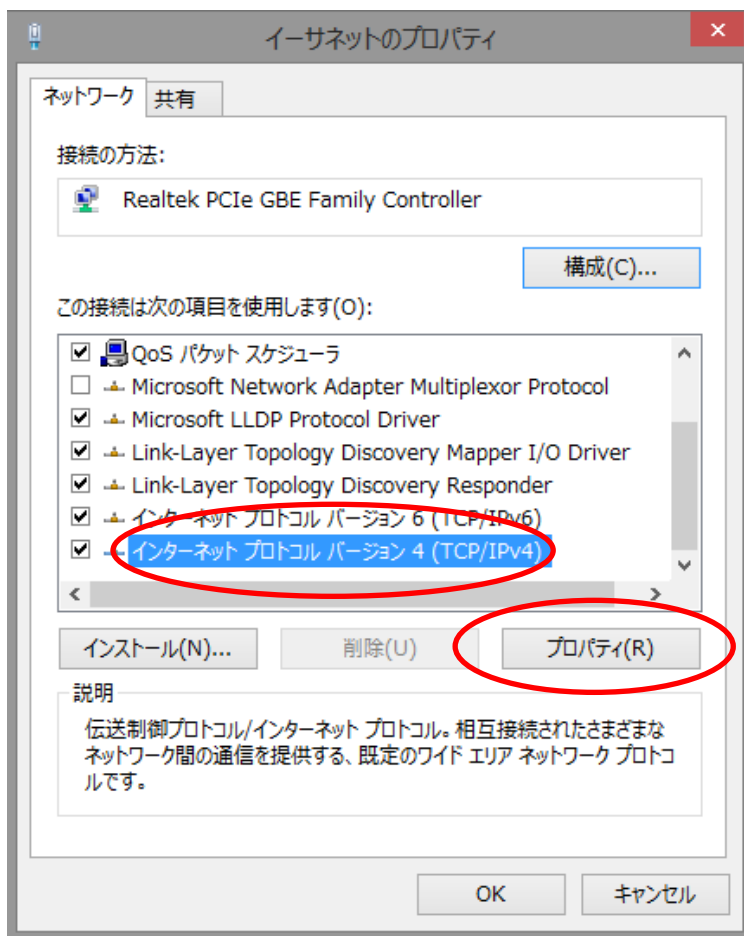 イーサネットのプロパティ
ネットワーク 共有
接続の方法:
Realtek PCIe GBE Family Controller
構成(C)...
この接続は次の項目を使用します(O):
QoS パケット スケジューラ
Microsoft Network Adapter Multiplexor Protocol
Microsoft LLDP Protocol Driver
Link-Layer Topology Discovery Mapper I/O Driver
Link-Layer Topology Discovery Responder
インターネット プロトコル バージョン 6 (TCP/IPv6)
インターネット プロトコル バージョン 4 (TCP/IPv4)
インストール(N)... 削除(U) プロパティ(R)
説明
伝送制御プロトコル/インターネット プロトコル。相互接続されたさまざまな
ネットワーク間の通信を提供する、既定のワイド エリア ネットワーク プロトコ
ルです。
OK キャンセル